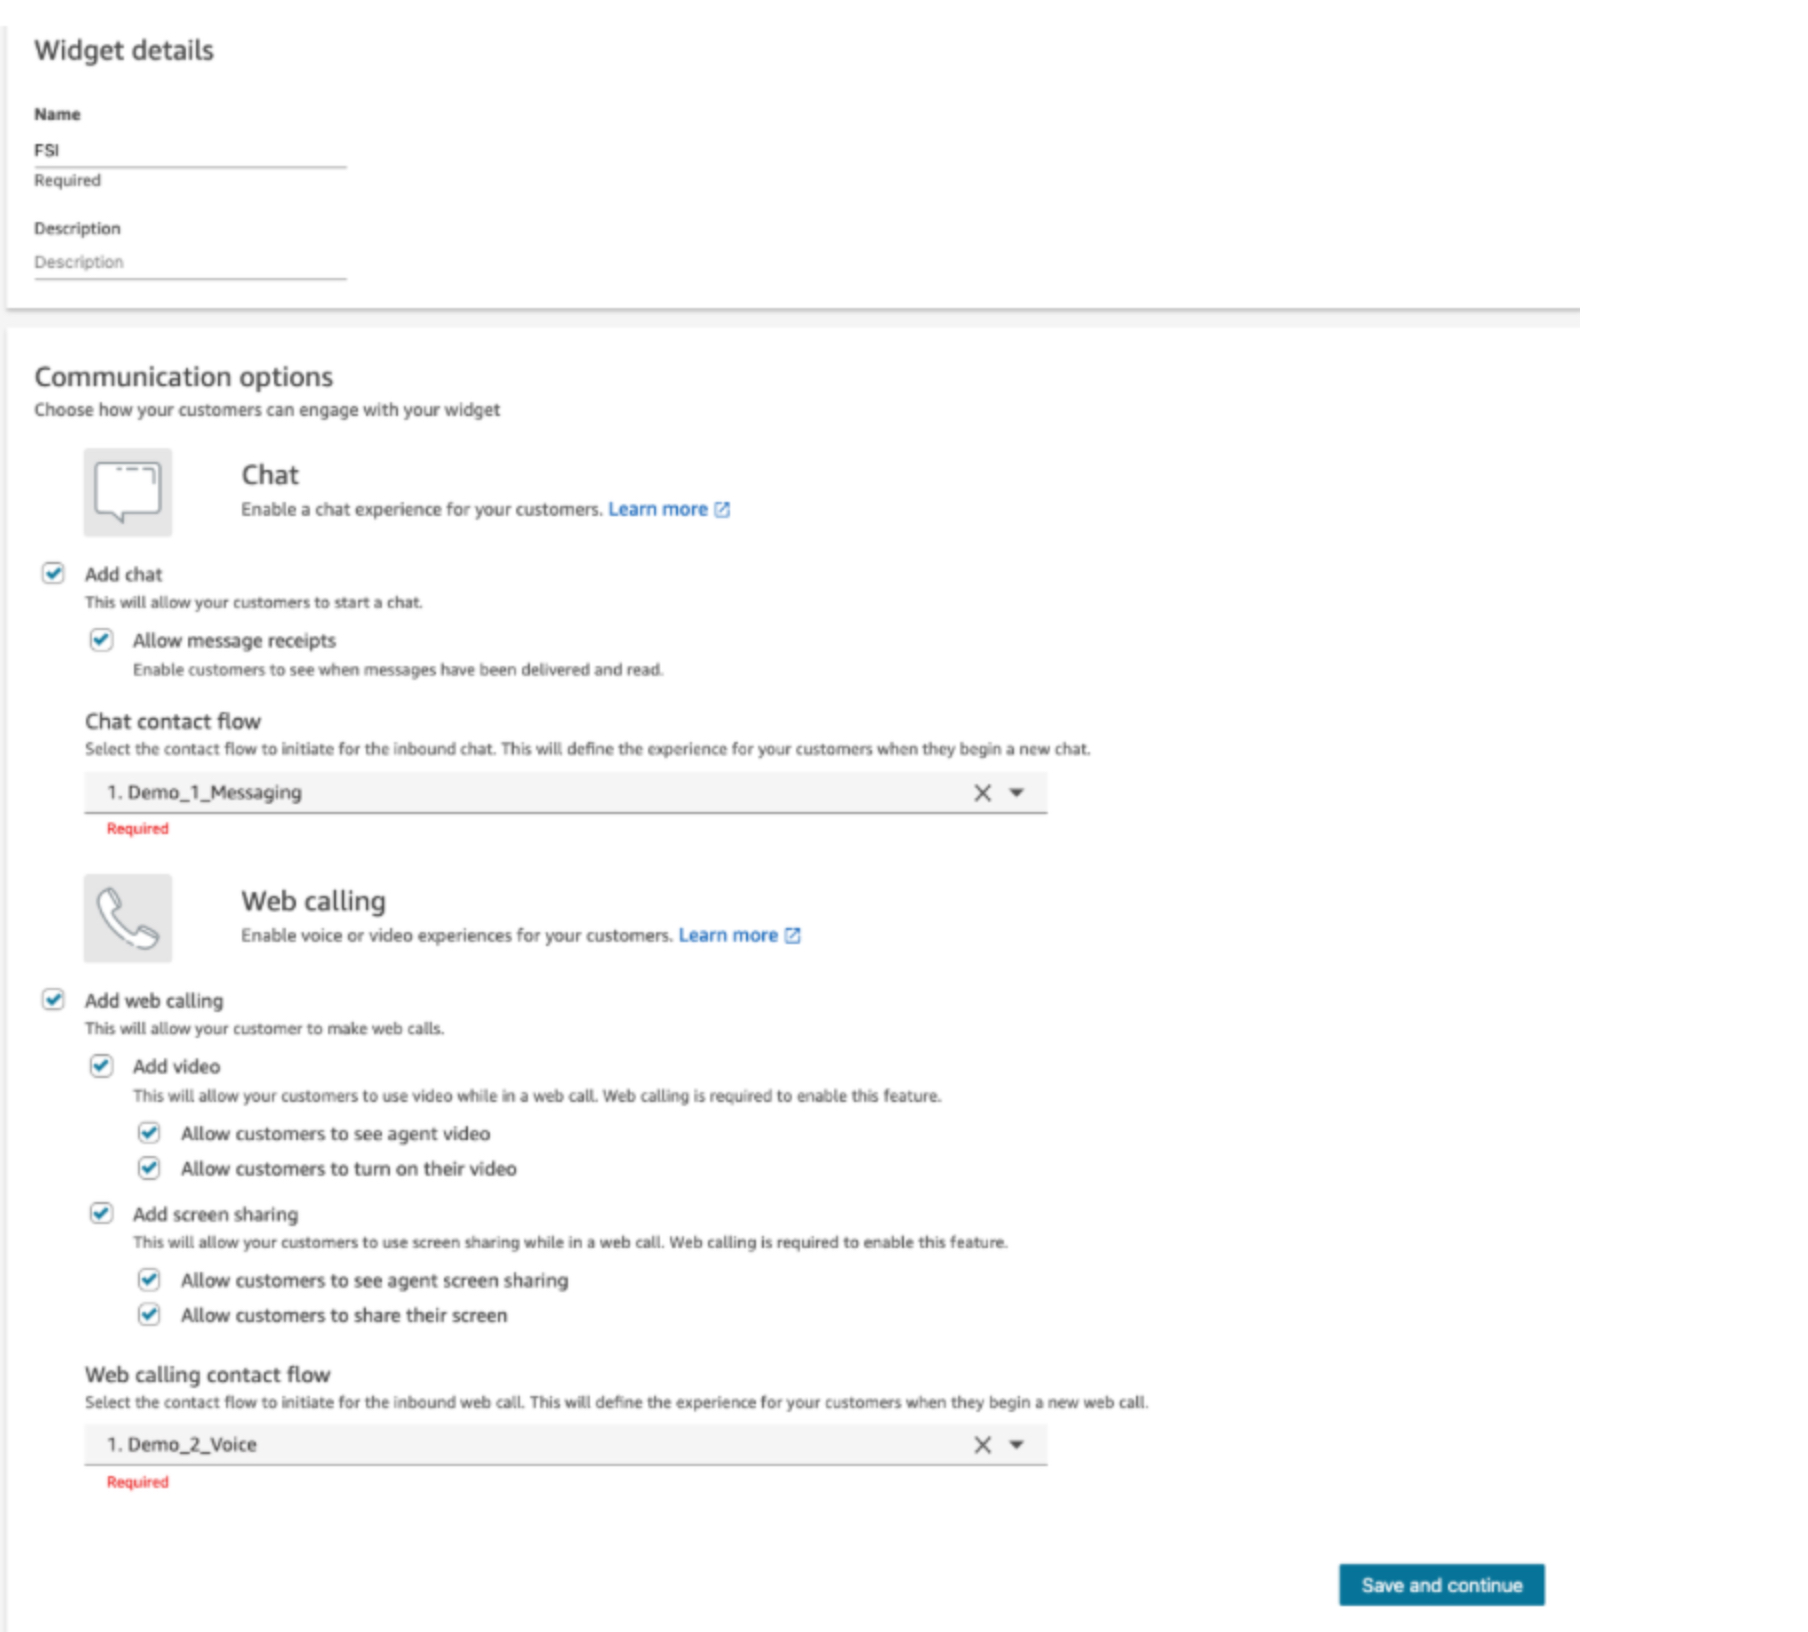 Widget details
Name
FSI
Required
Description
Description
Communication options
Choose how your customers can engage with your widget
Chat
Enable a chat experience for your customers. Learn more
Add chat
This will allow your customers to start a chat.
Allow message receipts
Enable customers to see when messages have been delivered and read.
Chat contact flow
Select the contact flow to initiate for the inbound chat. This will define the experience for your customers when they begin a new chat.
1. Demo_1_Messaging
Required
Web calling
Enable voice or video experiences for your customers. Learn more
Add web calling
This will allow your customer to make web calls.
Add video
This will allow your customers to use video while in a web call. Web calling is required to enable this feature.
Allow customers to see agent video
Allow customers to turn on their video
Add screen sharing
This will allow your customers to use screen sharing while in a web call. Web calling is required to enable this feature.
Allow customers to see agent screen sharing
Allow customers to share their screen
Web calling contact flow
Select the contact flow to initiate for the inbound web call. This will define the experience for your customers when they begin a new web call.
1. Demo_2_Voice
Required
Save and continue